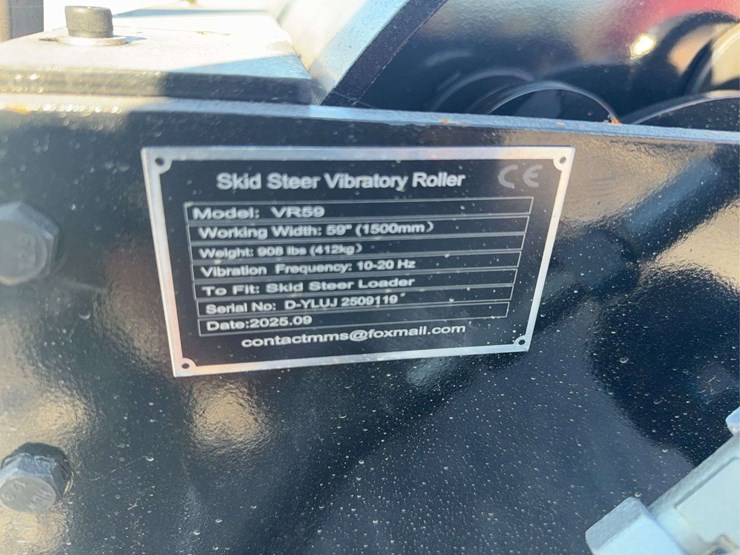 Skid Steer Vibratory Roller CE
Model: VR59
Working Width: 59" (1500mm)
Weight: 908 lbs (412kg)
Vibration Frequency: 10-20 Hz
To Fit: Skid Steer Loader
Serial No: D-YLUJ 2509119
Date:2025.09
contactmms@foxmail.com